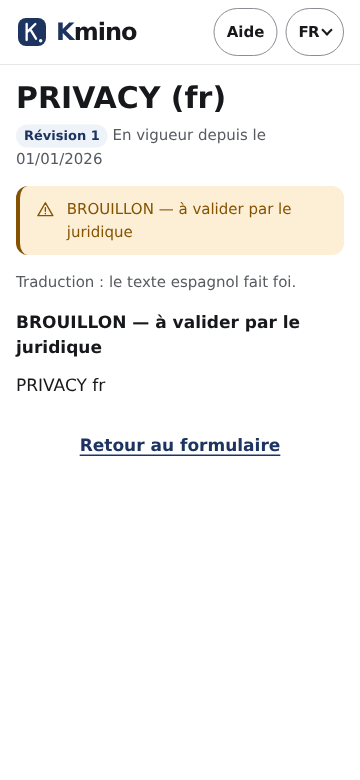 K. Kmino
Aide
FR
PRIVACY (fr)
Révision 1 En vigueur depuis le
01/01/2026
BROUILLON — à valider par le
juridique
Traduction : le texte espagnol fait foi.
BROUILLON — à valider par le
juridique
PRIVACY fr
Retour au formulaire